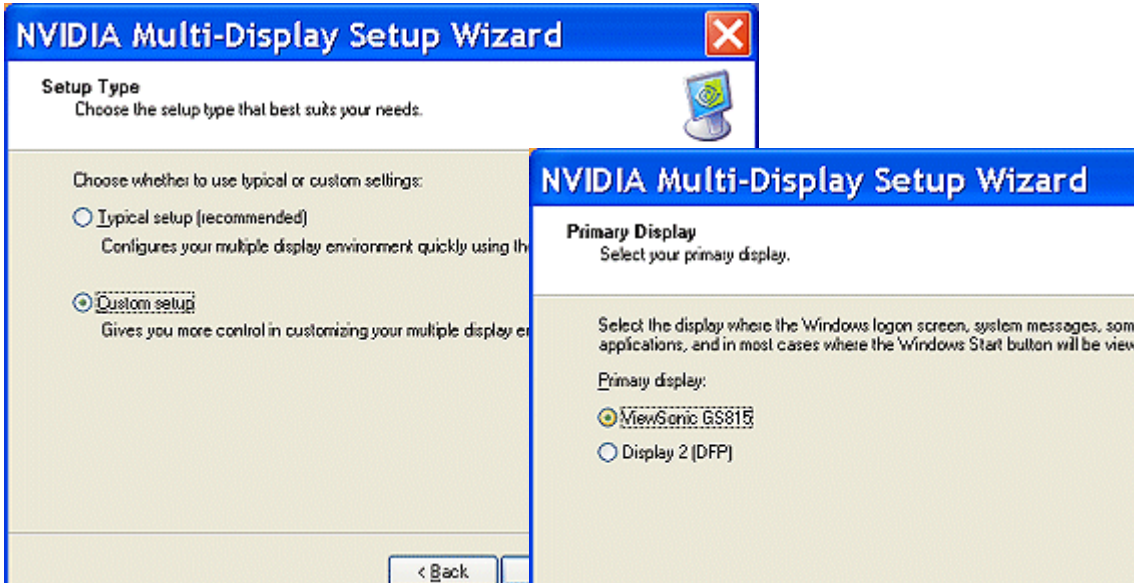 NVIDIA Multi-Display Setup Wizard
Setup Type
Choose the setup type that best suits your needs.
Choose whether to use typical or custom settings:
Typical setup (recommended)
Configures your multiple display environment quickly using
Custom setup
Gives you more control in customizing your multiple display
< Back
NVIDIA Multi-Display Setup Wizard
Primary Display
Select your primary display.
Select the display where the Windows logon screen, system messages,
applications, and in most cases where the Windows Start button will be
Primary display:
ViewSonic GS815
Display 2 (DFP)